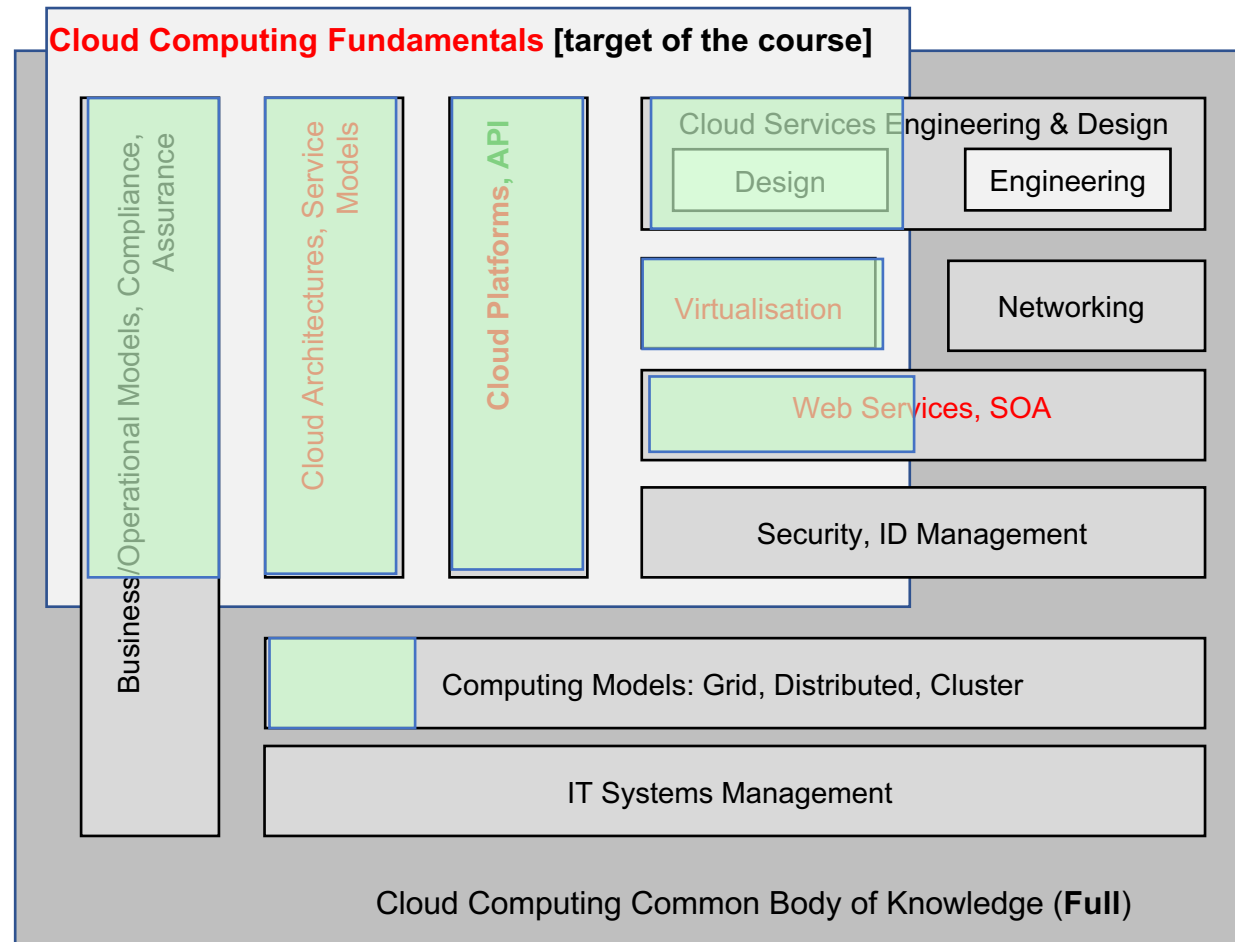 Cloud Computing Fundamentals [target of the course]
Business/Operational Models, Compliance,
Assurance
Cloud Architectures, Service
Models
Cloud Platforms, API
Cloud Services Engineering & Design
Design
Engineering
Virtualisation
Networking
Web Services, SOA
Security, ID Management
Computing Models: Grid, Distributed, Cluster
IT Systems Management
Cloud Computing Common Body of Knowledge (Full)